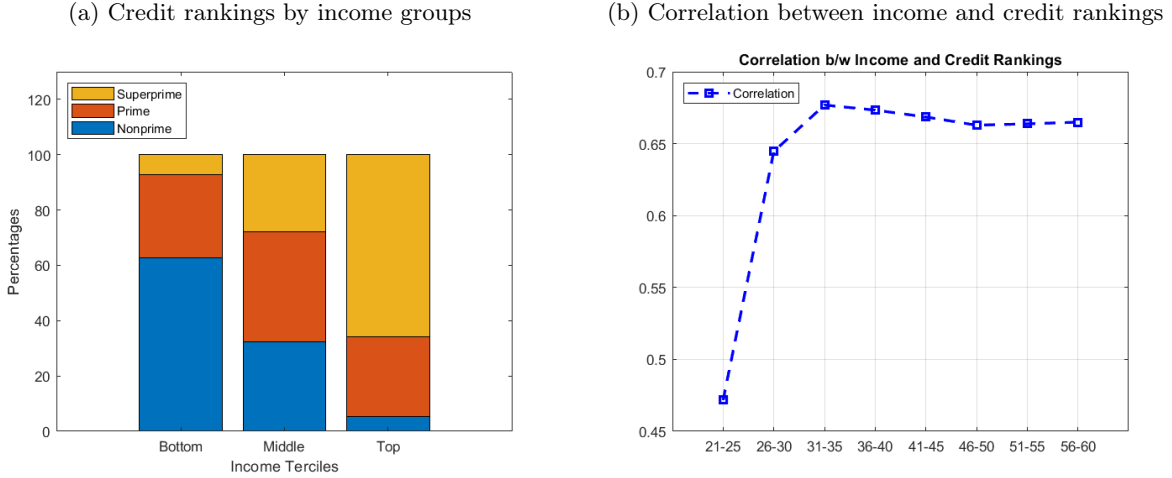 (a) Credit rankings by income groups
Superprime
Prime
Nonprime
120
100
80
60
40
20
0
Percentages
Bottom Middle Top
Income Terciles
(b) Correlation between income and credit rankings
Correlation b/w Income and Credit Rankings
Correlation
0.7
0.65
0.6
0.55
0.5
0.45
21-25 26-30 31-35 36-40 41-45 46-50 51-55 56-60